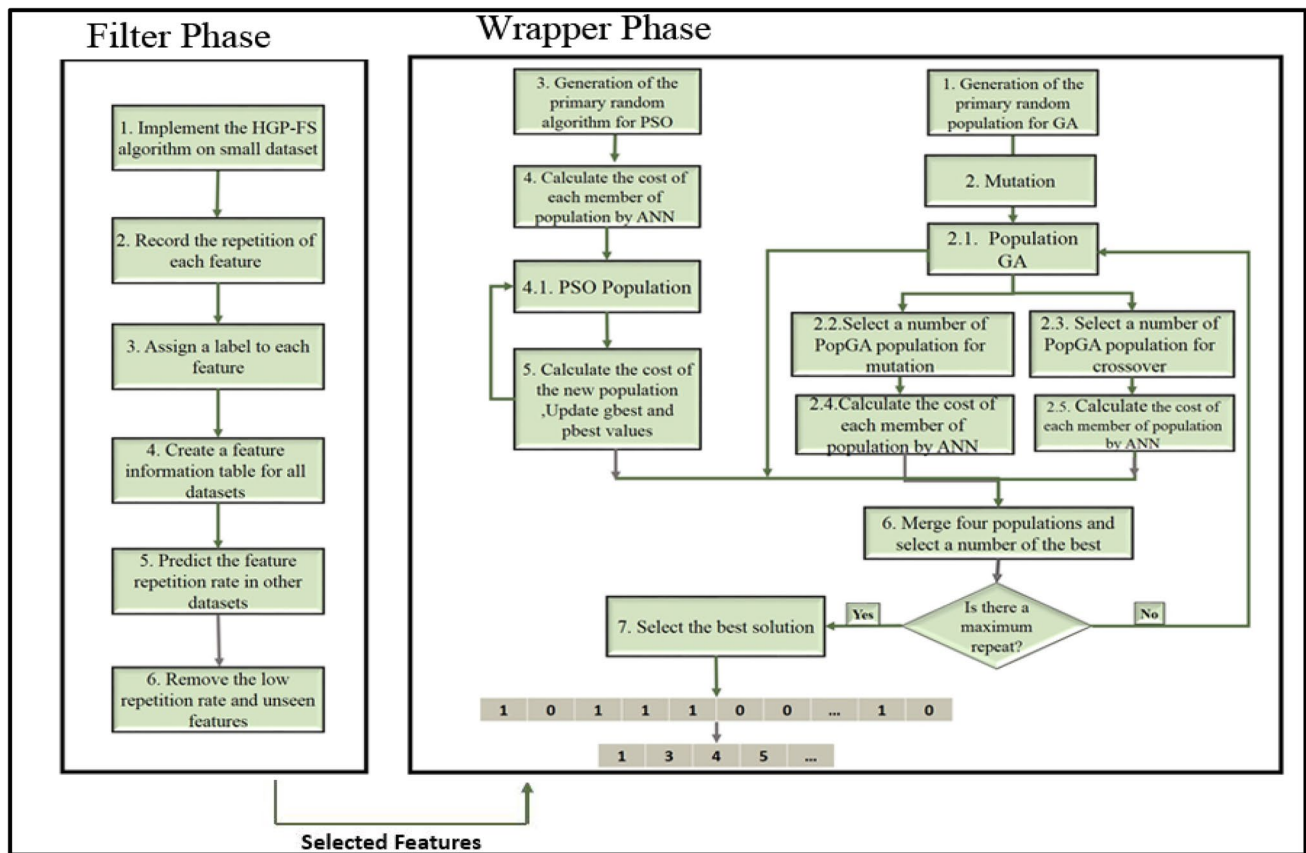 Filter Phase
1. Implement the HGP-FS
algorithm on small dataset
2. Record the repetition of
each feature
3. Assign a label to each
feature
4. Create a feature
information table for all
datasets
5. Predict the feature
repetition rate in other
datasets
6. Remove the low
repetition rate and unseen
features
Wrapper Phase
3. Generation of the
primary random
algorithm for PSO
4. Calculate the cost of
each member of
population by ANN
4.1. PSO Population
5. Calculate the cost of
the new population
,Update gbest and
pbest values
1. Generation of the
primary random
population for GA
2. Mutation
2.1. Population
GA
2.2.Select a number of
PopGA population for
mutation
2.3. Select a number of
PopGA population for
crossover
2.4.Calculate the cost of
each member of
population by ANN
2.5. Calculate the cost of
each member of population
by ANN
6. Merge four populations and
select a number of the best
Is there a
maximum
repeat?
Yes
No
7. Select the best solution
1 0 1 1 1 0 0 ... 1 0
1 3 4 5 ...
Selected Features